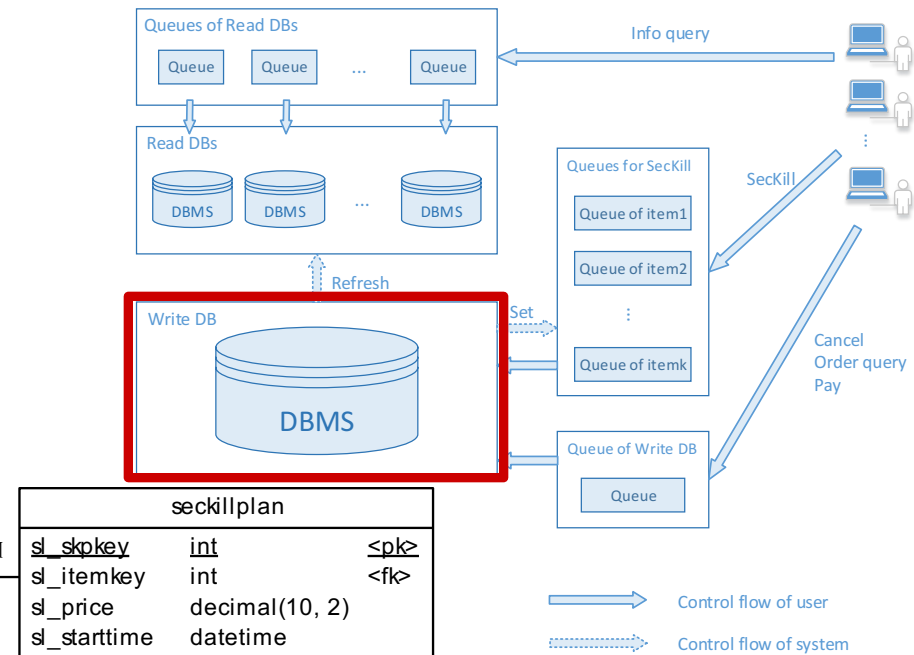 Queues of Read DBs
Queue
Queue
...
Queue
Info query
Read DBs
DBMS
DBMS
...
DBMS
Queues for SecKill
Queue of item1
Queue of item2
⋮
Queue of itemk
SecKill
⋮
Refresh
Set
Write DB
DBMS
Cancel
Order query
Pay
Queue of Write DB
Queue
seckillplan
sl_skpkey int <pk>
sl_itemkey int <fk>
sl_price decimal(10, 2)
sl_starttime datetime
Control flow of user
Control flow of system